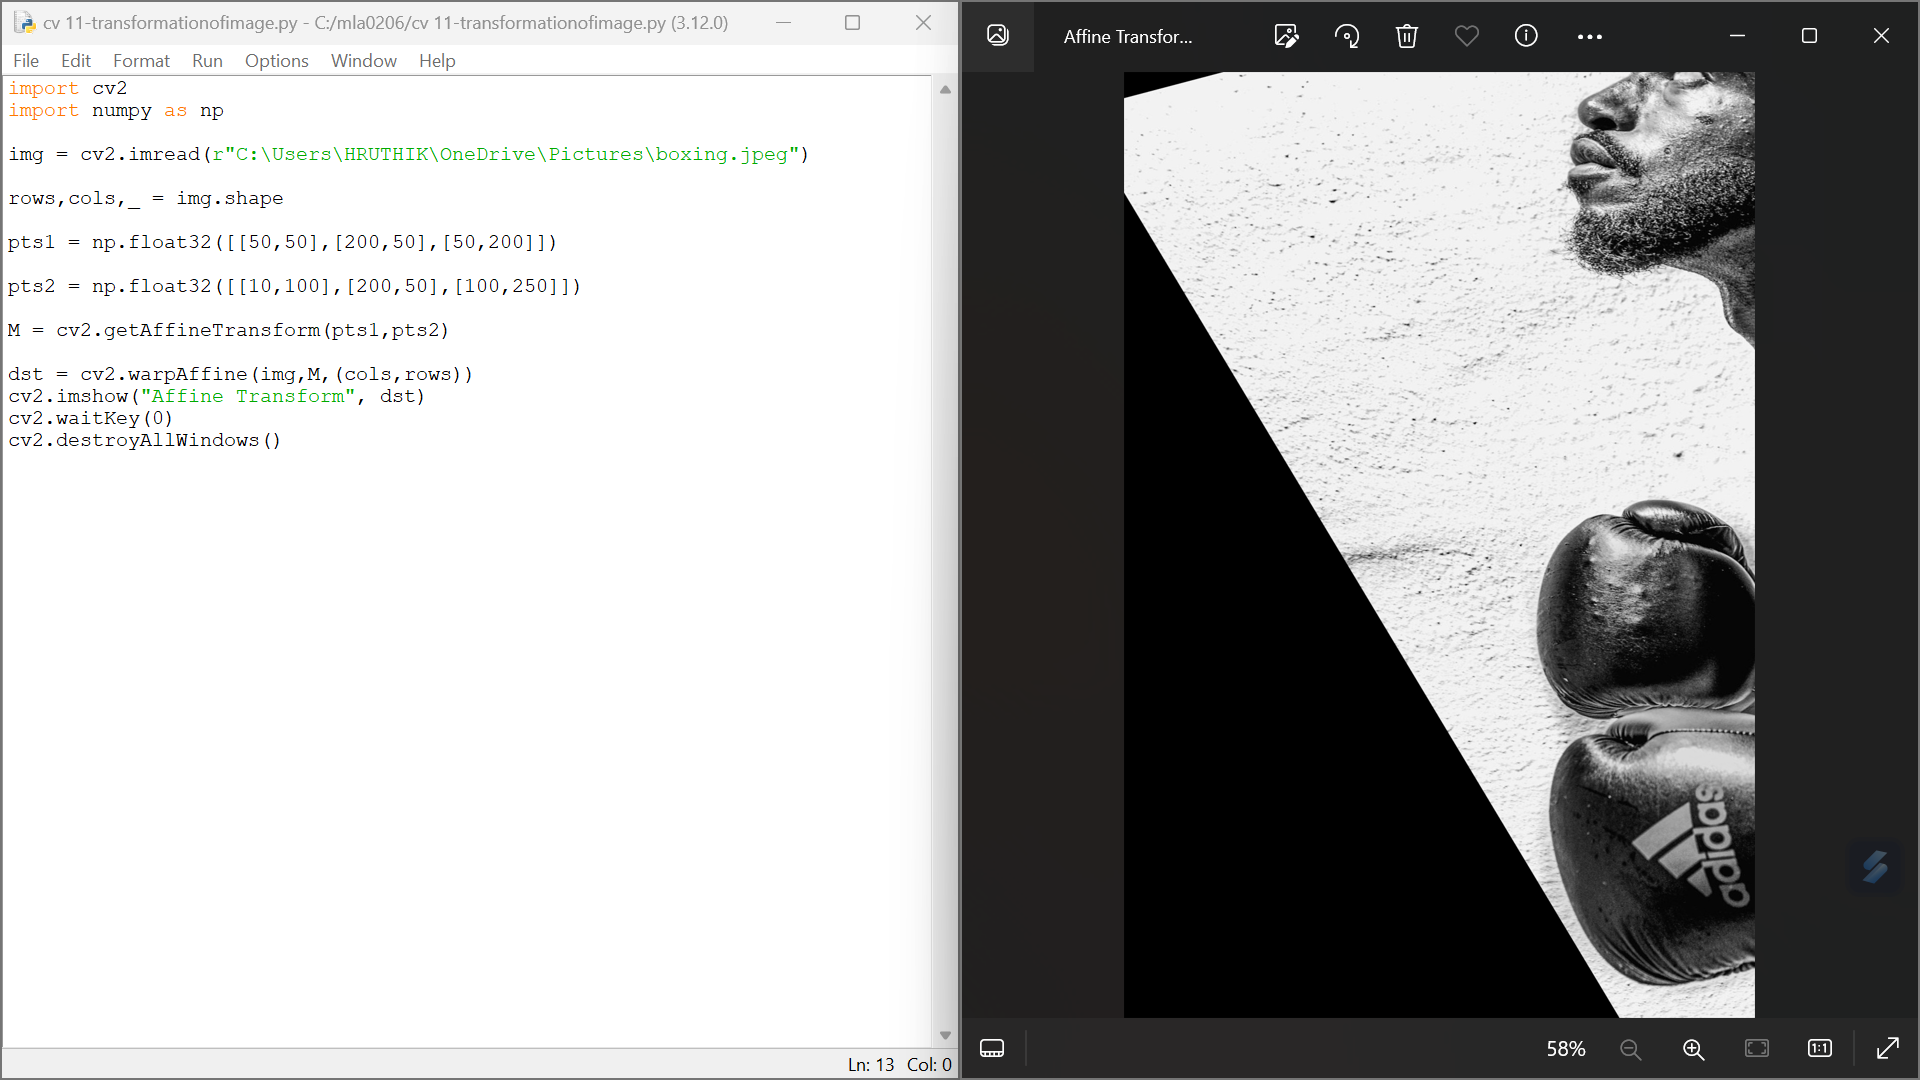 cv 11-transformationofimage.py - C:/mla0206/cv 11-transformationofimage.py (3.12.0)
File Edit Format Run Options Window Help
import cv2
import numpy as np
img = cv2.imread(r"C:\Users\HRUTHIK\OneDrive\Pictures\boxing.jpeg")
rows,cols,_ = img.shape
pts1 = np.float32([[50,50],[200,50],[50,200]])
pts2 = np.float32([[10,100],[200,50],[100,250]])
M = cv2.getAffineTransform(pts1,pts2)
dst = cv2.warpAffine(img,M,(cols,rows))
cv2.imshow("Affine Transform", dst)
cv2.waitKey(0)
cv2.destroyAllWindows()
Ln: 13 Col: 0
Affine Transfor...
adidas
58%
1:1